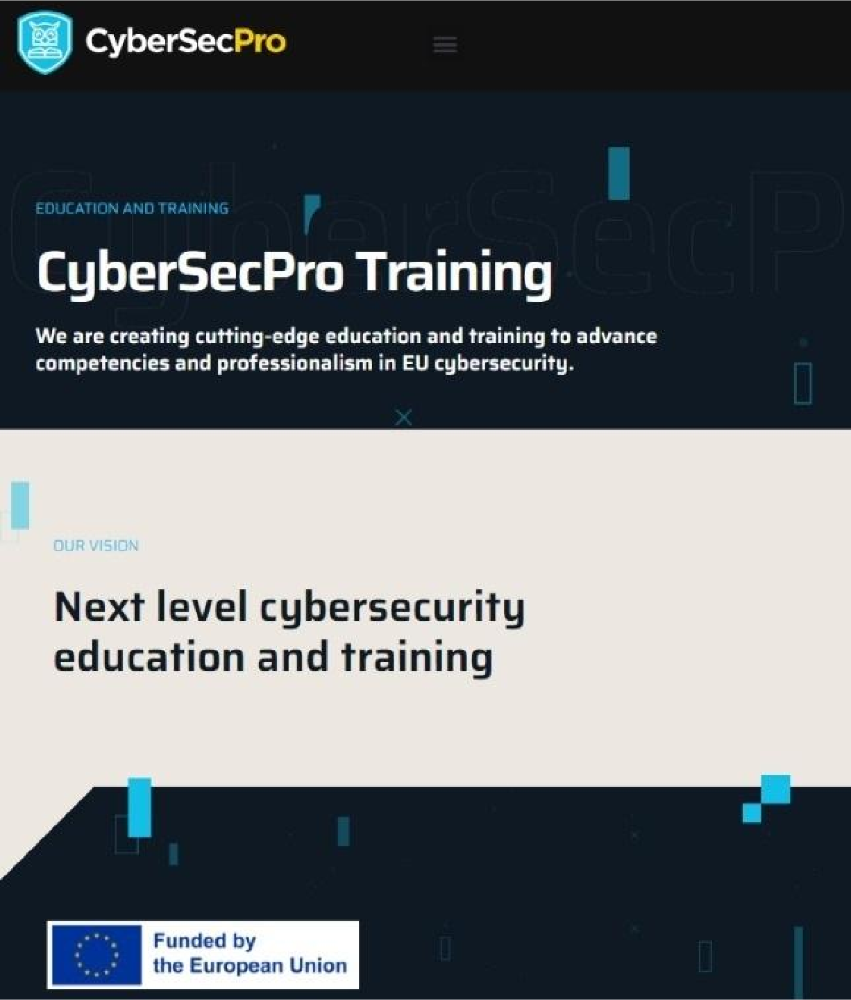 CyberSecPro
CyberSecP
EDUCATION AND TRAINING
CyberSecPro Training
We are creating cutting-edge education and training to advance
competencies and professionalism in EU cybersecurity.
OUR VISION
Next level cybersecurity
education and training
Funded by
the European Union